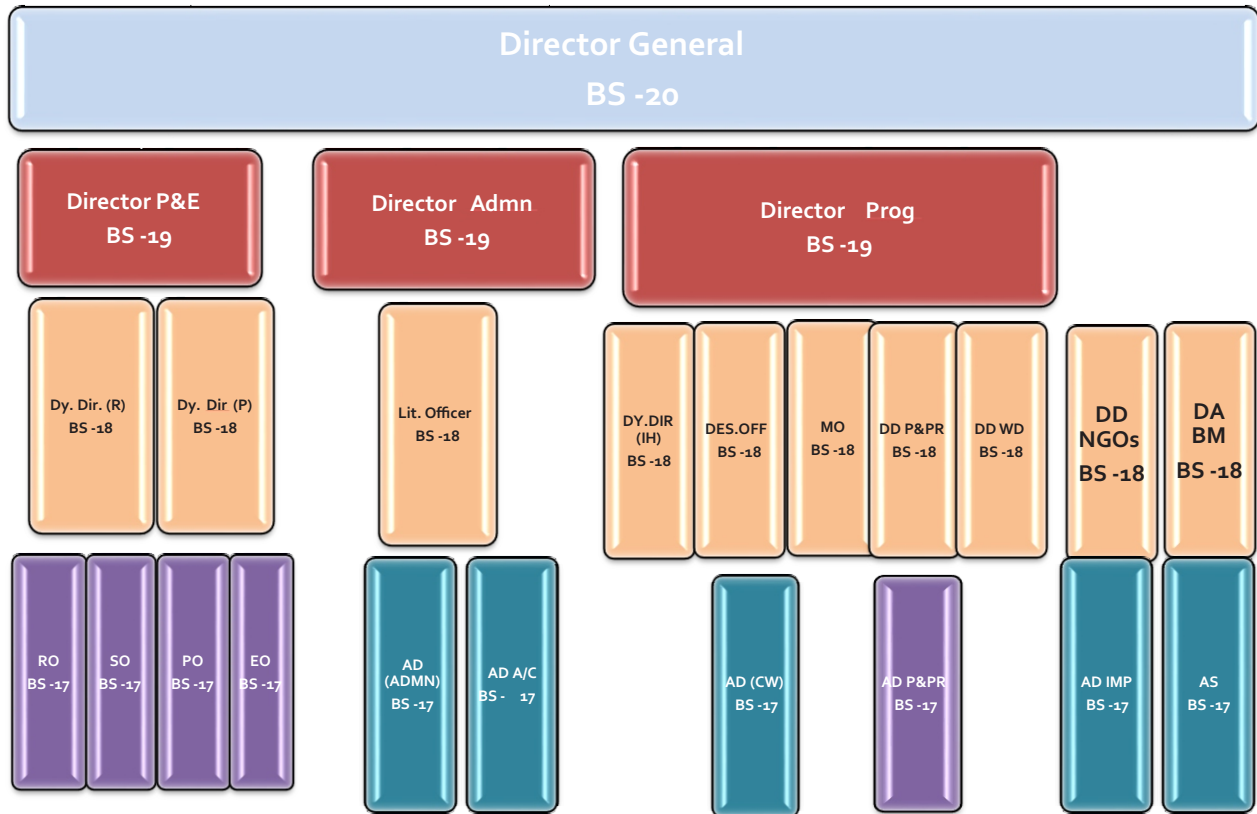 Director General
BS -20
Director P&E
BS -19
Director Admn
BS -19
Director Prog
BS -19
Dy. Dir. (R)
BS -18
Dy. Dir (P)
BS -18
Lit. Officer
BS -18
DY.DIR
(IH)
BS -18
DES.OFF
BS -18
MO
BS -18
DD P&PR
BS -18
DD WD
BS -18
DD
NGOs
BS -18
DA
BM
BS -18
RO
BS -17
SO
BS -17
PO
BS -17
EO
BS -17
AD
(ADMN)
BS -17
AD A/C
BS - 17
AD (CW)
BS -17
AD P&PR
BS -17
AD IMP
BS -17
AS
BS -17